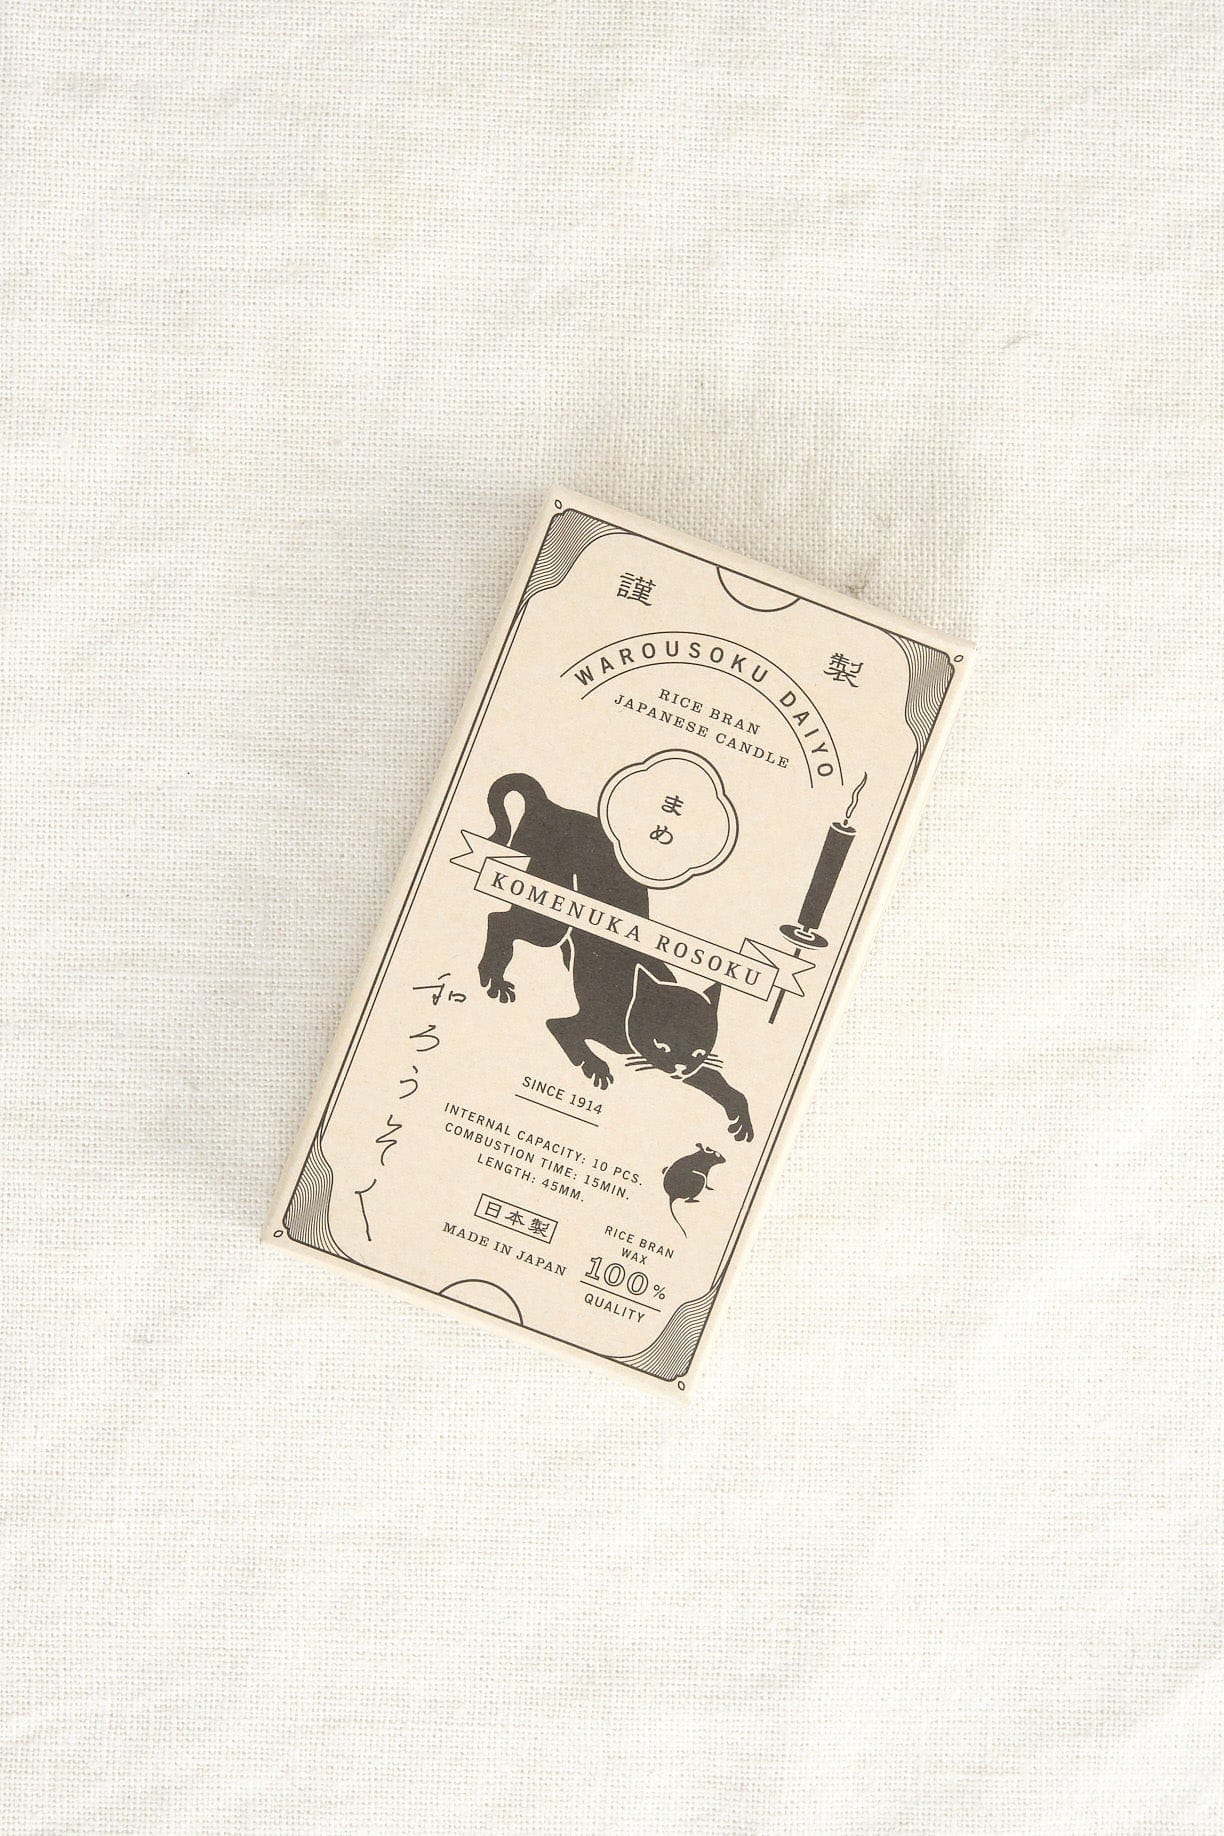 謹製
WAROUSOKU DAIYO
RICE BRAN
JAPANESE CANDLE
まめ
KOMENUKA ROSOKU
和ろうそく
SINCE 1914
INTERNAL CAPACITY: 10 PCS.
COMBUSTION TIME: 15MIN.
LENGTH: 45MM.
日本製
MADE IN JAPAN
RICE BRAN
WAX
100%
QUALITY